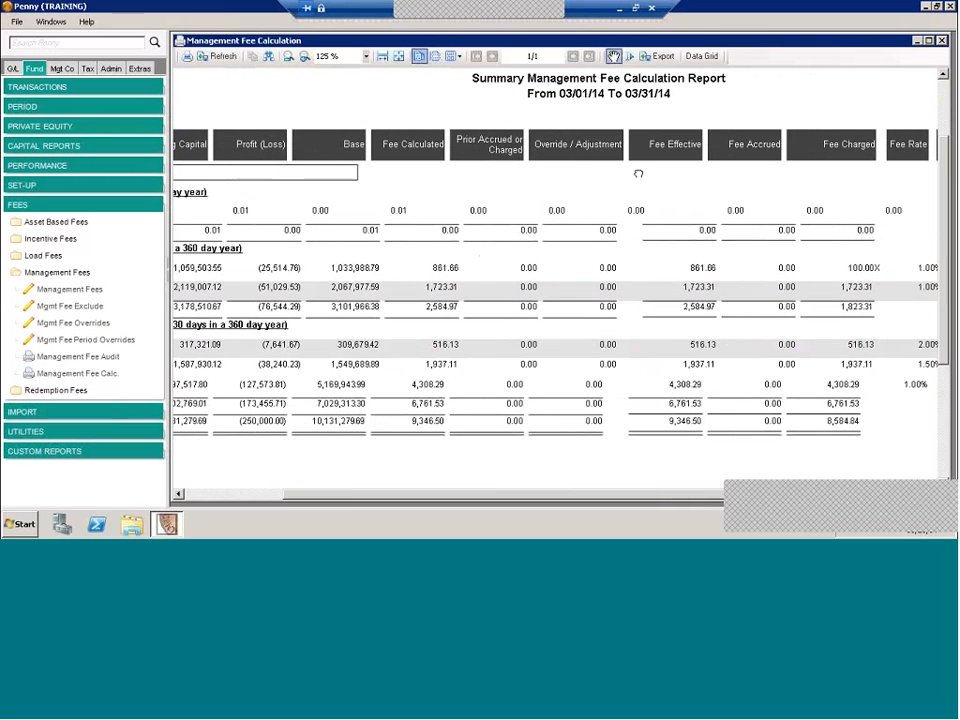 Penny (TRAINING)
File Windows Help
Search Penny
G/L Fund Mgt Co Tax Admin Extras
TRANSACTIONS
PERIOD
PRIVATE EQUITY
CAPITAL REPORTS
PERFORMANCE
SET-UP
FEES
Asset Based Fees
Incentive Fees
Load Fees
Management Fees
Management Fees
Mgmt Fee Exclude
Mgmt Fee Overrides
Mgmt Fee Period Overrides
Management Fee Audit
Management Fee Calc.
Redemption Fees
IMPORT
UTILITIES
CUSTOM REPORTS
Management Fee Calculation
Refresh 125 % 1/1 Export Data Grid
Summary Management Fee Calculation Report
From 03/01/14 To 03/31/14
g Capital Profit (Loss) Base Fee Calculated Prior Accrued or Charged Override / Adjustment Fee Effective Fee Accrued Fee Charged Fee Rate
ay year)
0.01 0.00 0.01 0.00 0.00 0.00 0.00 0.00
0.01 0.00 0.01 0.00 0.00 0.00 0.00 0.00
a 360 day year)
1,059,503.55 (25,514.76) 1,033,988.79 861.66 0.00 0.00 861.66 0.00 100.00X 1.00%
2,119,007.12 (51,029.53) 2,067,977.59 1,723.31 0.00 0.00 1,723.31 0.00 1,723.31 1.00%
3,178,510.67 (76,544.29) 3,101,966.38 2,584.97 0.00 0.00 2,584.97 0.00 1,823.31
30 days in a 360 day year)
317,321.09 (7,641.67) 309,679.42 516.13 0.00 0.00 516.13 0.00 516.13 2.00%
1,587,930.12 (38,240.23) 1,549,689.89 1,937.11 0.00 0.00 1,937.11 0.00 1,937.11 1.50%
97,517.80 (127,573.81) 5,169,943.99 4,308.29 0.00 0.00 4,308.29 0.00 4,308.29 1.00%
02,769.01 (173,455.71) 7,029,313.30 6,761.53 0.00 0.00 6,761.53 0.00 6,761.53
31,279.69 (250,000.00) 10,131,279.69 9,346.50 0.00 0.00 9,346.50 0.00 8,584.84
Start